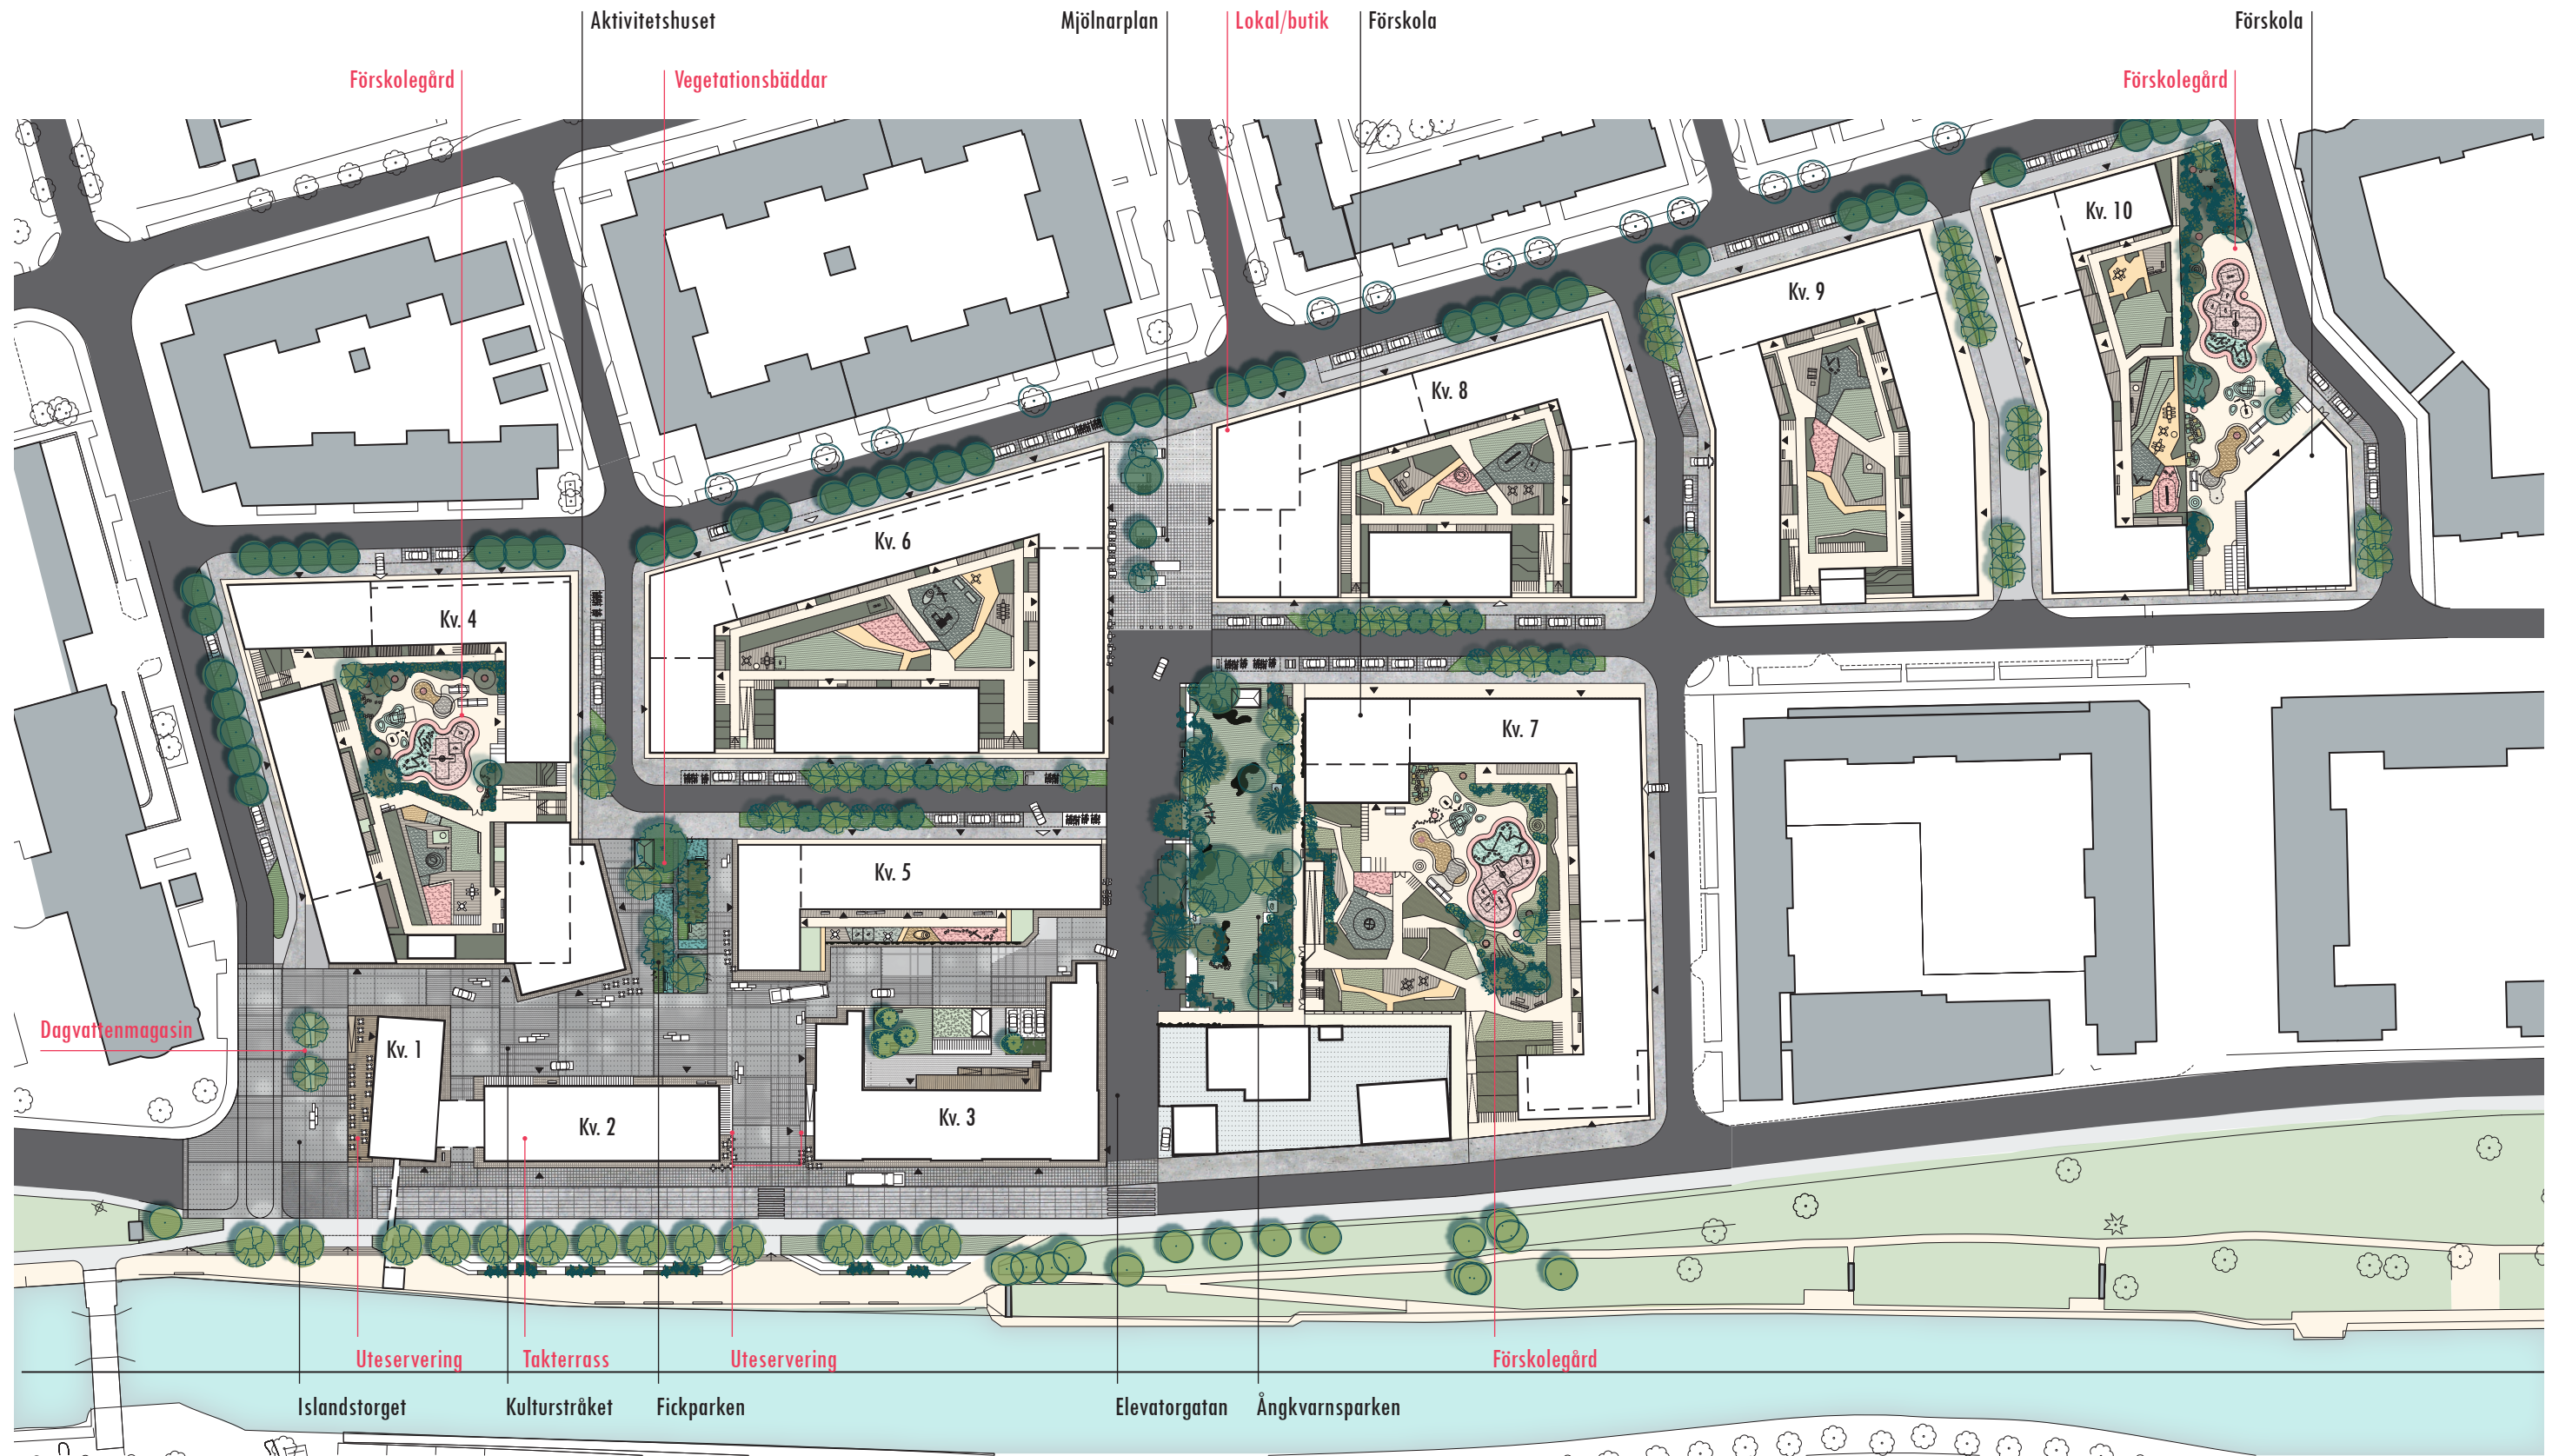 Aktivitetshuset
Mjölnarplan
Lokal/butik
Förskola
Förskola
Förskolegård
Vegetationsbäddar
Förskolegård
Kv. 10
Kv. 9
Kv. 8
Kv. 6
Kv. 4
Kv. 7
Kv. 5
Dagvattenmagasin
Kv. 1
Kv. 2
Kv. 3
Uteservering
Takterrass
Uteservering
Förskolegård
Islandstorget
Kulturstråket
Fickparken
Elevatorgatan
Ångkvarnsparken